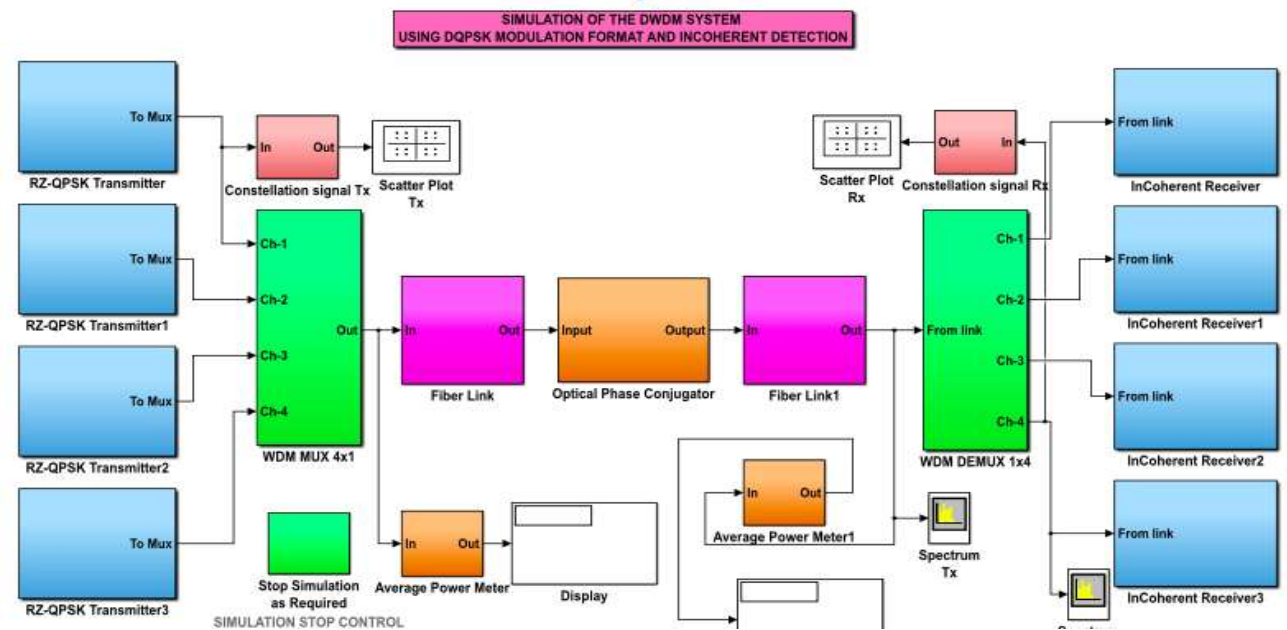 SIMULATION OF THE DWDM SYSTEM
USING DQPSK MODULATION FORMAT AND INCOHERENT DETECTION
To Mux
RZ-QPSK Transmitter
In
Out
Constellation signal Tx
Scatter Plot
Tx
Scatter Plot
Rx
Out
In
Constellation signal Rx
From link
InCoherent Receiver
To Mux
RZ-QPSK Transmitter1
Ch-1
Ch-2
Ch-3
Ch-4
Out
WDM MUX 4x1
In
Out
Fiber Link
Input
Output
Optical Phase Conjugator
In
Out
Fiber Link1
From link
Ch-1
Ch-2
Ch-3
Ch-4
WDM DEMUX 1x4
From link
InCoherent Receiver1
To Mux
RZ-QPSK Transmitter2
From link
InCoherent Receiver2
To Mux
RZ-QPSK Transmitter3
Stop Simulation
as Required
SIMULATION STOP CONTROL
In
Out
Average Power Meter
Display
In
Out
Average Power Meter1
Spectrum
Tx
From link
InCoherent Receiver3